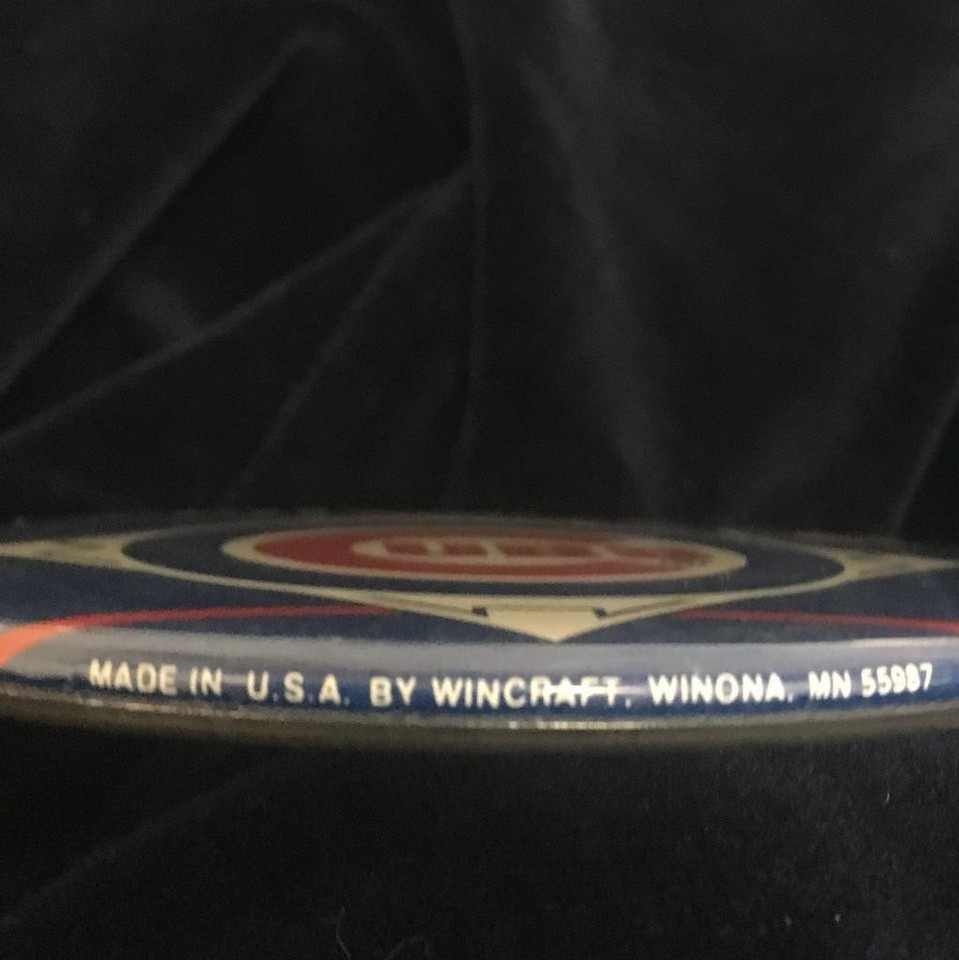 MADE IN U.S.A. BY WINCRAFT, WINONA, MN 55987